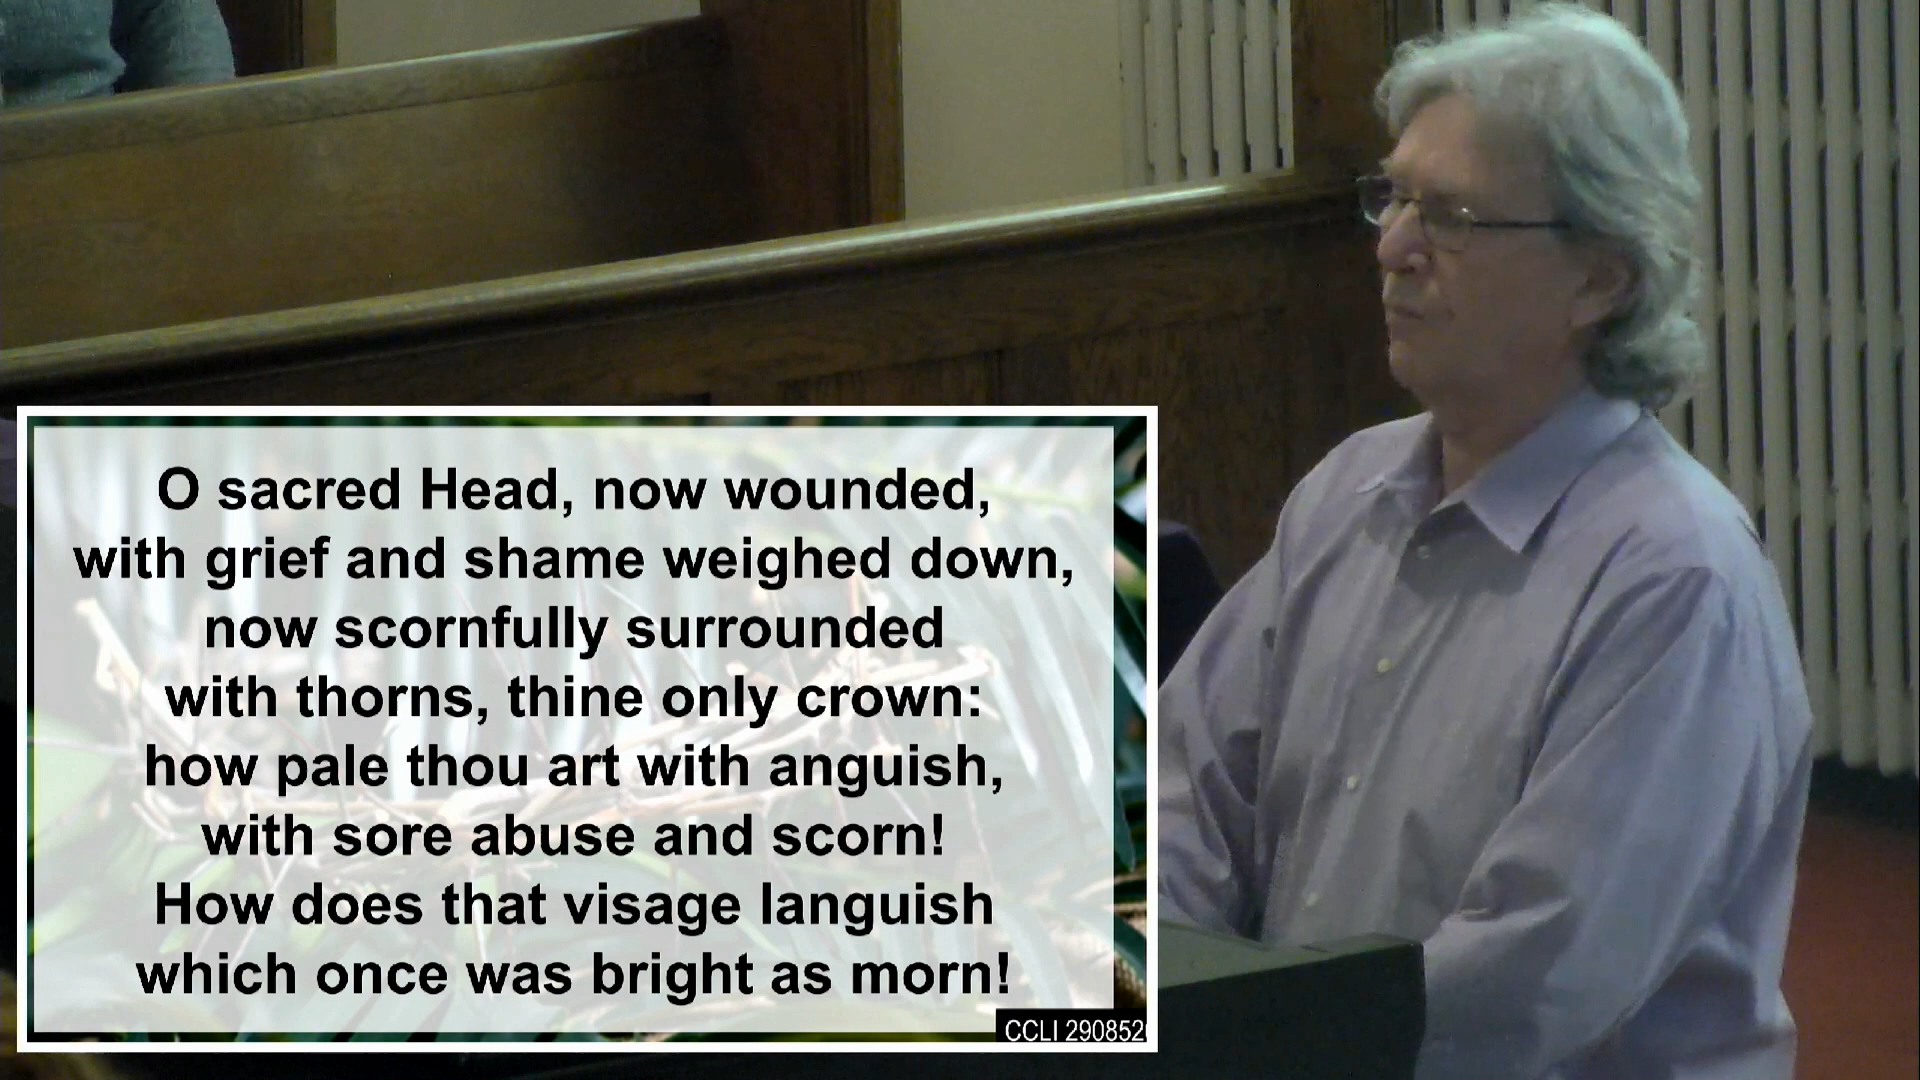 O sacred Head, now wounded,
with grief and shame weighed down,
now scornfully surrounded
with thorns, thine only crown:
how pale thou art with anguish,
with sore abuse and scorn!
How does that visage languish
which once was bright as morn!
CCLI 2908520